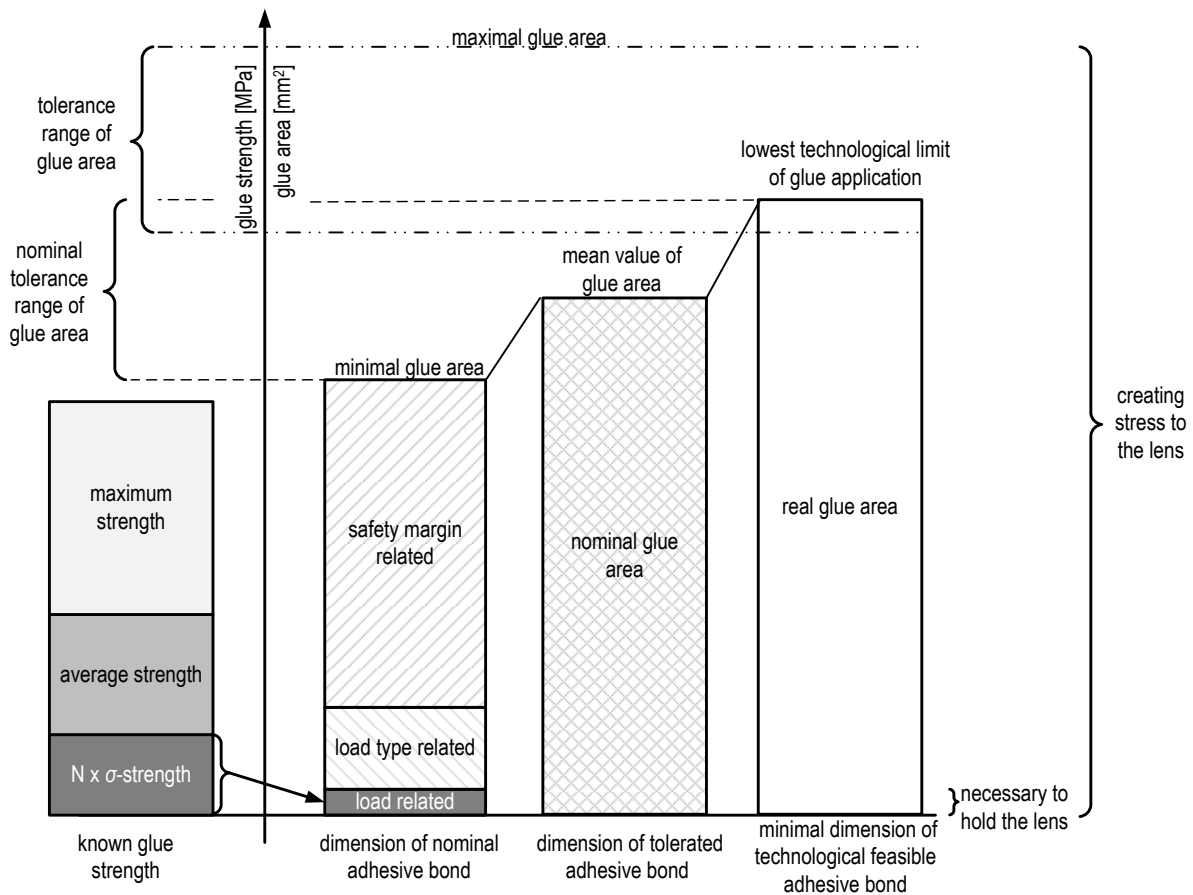 maximal glue area
tolerance
range of
glue area
glue strength [MPa]
glue area [mm²]
lowest technological limit
of glue application
nominal
tolerance
range of
glue area
mean value of
glue area
minimal glue area
creating
stress to
the lens
maximum
strength
safety margin
related
nominal glue
area
real glue area
average strength
load type related
N x σ-strength
load related
necessary to
hold the lens
known glue
strength
dimension of nominal
adhesive bond
dimension of tolerated
adhesive bond
minimal dimension of
technological feasible
adhesive bond